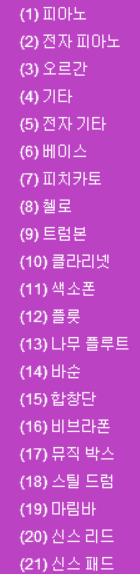 (1) 피아노
(2) 전자 피아노
(3) 오르간
(4) 기타
(5) 전자 기타
(6) 베이스
(7) 피치카토
(8) 첼로
(9) 트럼본
(10) 클라리넷
(11) 색소폰
(12) 플룻
(13) 나무 플루트
(14) 바순
(15) 합창단
(16) 비브라폰
(17) 뮤직 박스
(18) 스틸 드럼
(19) 마림바
(20) 신스 리드
(21) 신스 패드